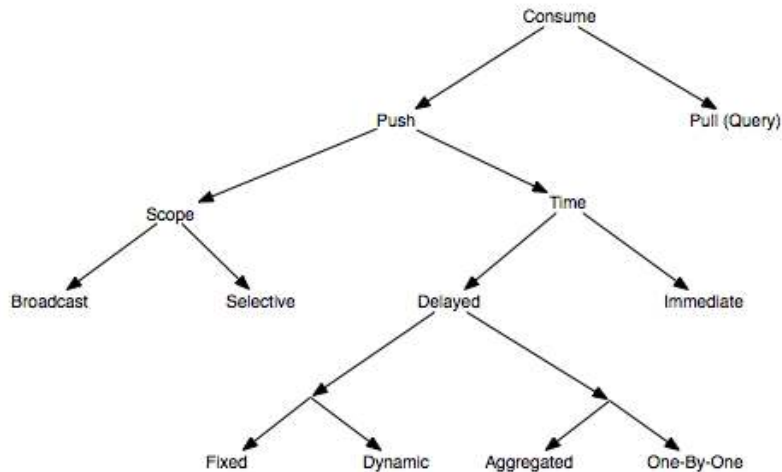 Consume
Push
Pull (Query)
Scope
Time
Broadcast
Selective
Delayed
Immediate
Fixed
Dynamic
Aggregated
One-By-One